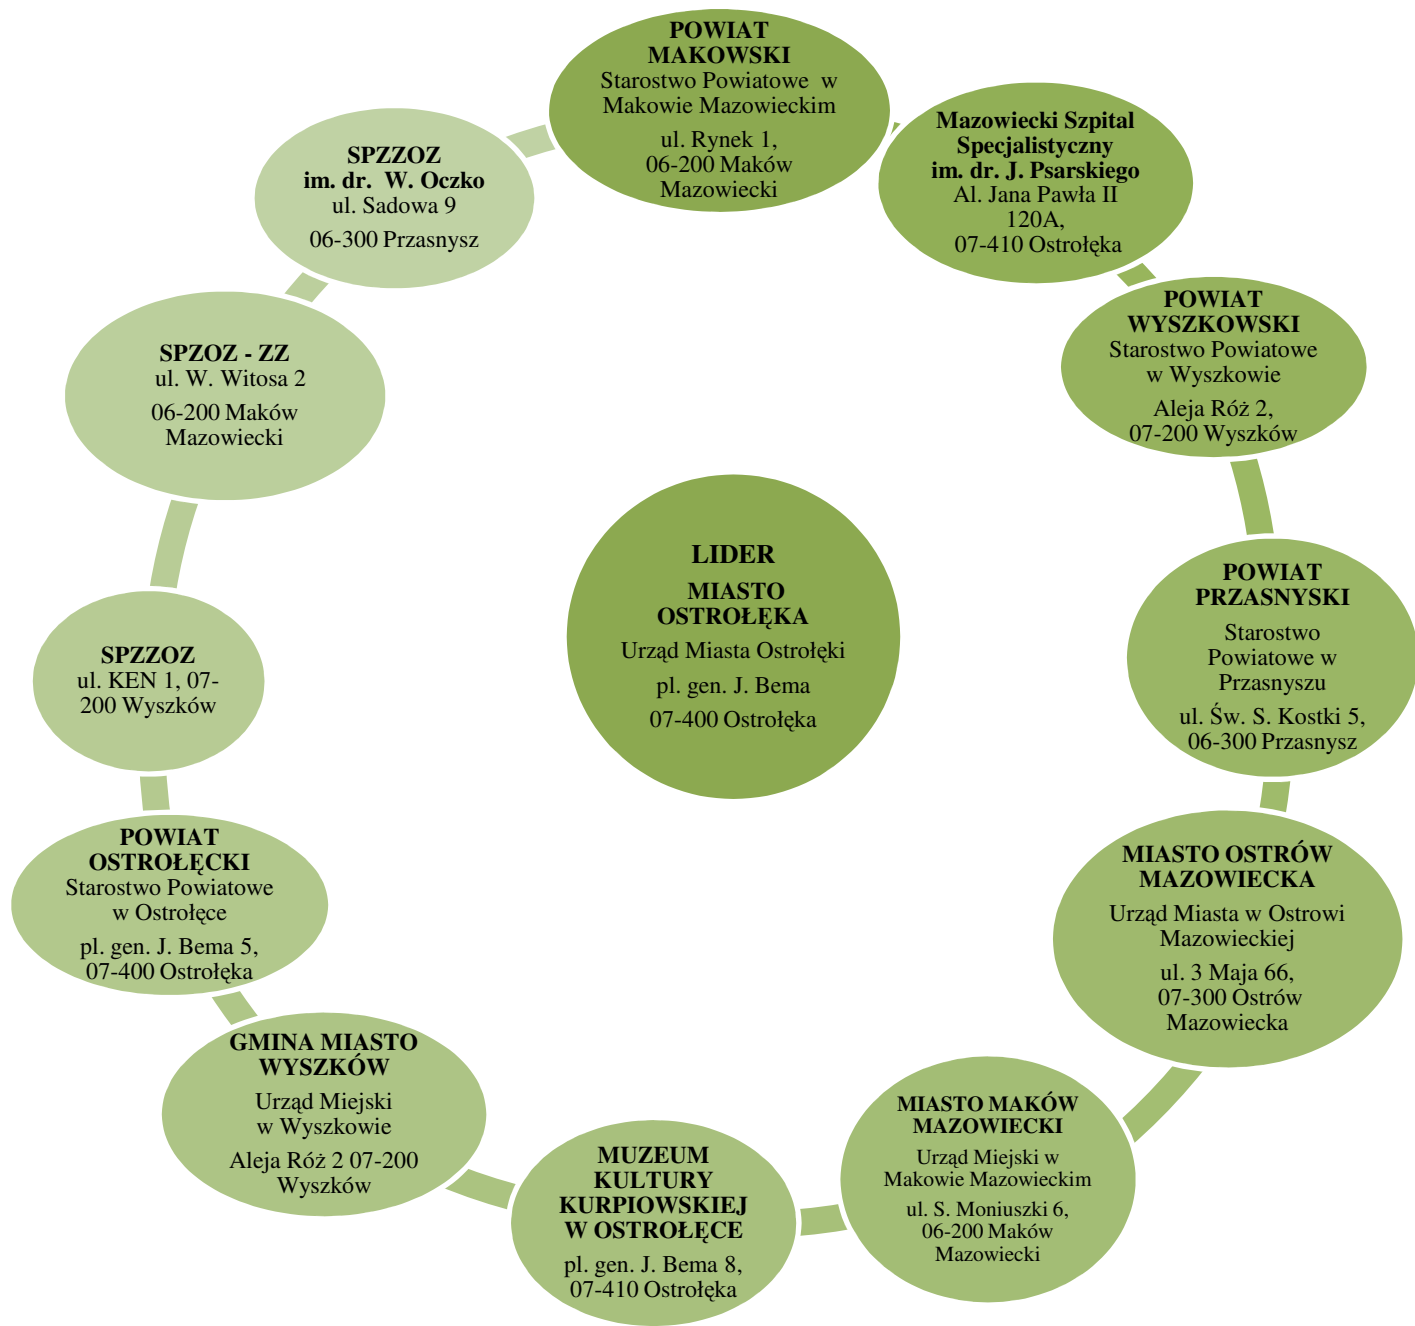 POWIAT
MAKOWSKI
Starostwo Powiatowe w
Makowie Mazowieckim
ul. Rynek 1,
06-200 Maków
Mazowiecki
Mazowiecki Szpital
Specjalistyczny
im. dr. J. Psarskiego
Al. Jana Pawła II
120A,
07-410 Ostrołęka
POWIAT
WYSZKOWSKI
Starostwo Powiatowe
w Wyszkowie
Aleja Róż 2,
07-200 Wyszków
POWIAT
PRZASNYSKI
Starostwo
Powiatowe w
Przasnyszu
ul. Św. S. Kostki 5,
06-300 Przasnysz
MIASTO OSTRÓW
MAZOWIECKA
Urząd Miasta w Ostrowi
Mazowieckiej
ul. 3 Maja 66,
07-300 Ostrów
Mazowiecka
MIASTO MAKÓW
MAZOWIECKI
Urząd Miejski w
Makowie Mazowieckim
ul. S. Moniuszki 6,
06-200 Maków
Mazowiecki
MUZEUM
KULTURY
KURPIOWSKIEJ
W OSTROŁĘCE
pl. gen. J. Bema 8,
07-410 Ostrołęka
GMINA MIASTO
WYSZKÓW
Urząd Miejski
w Wyszkowie
Aleja Róż 2 07-200
Wyszków
POWIAT
OSTROŁĘCKI
Starostwo Powiatowe
w Ostrołęce
pl. gen. J. Bema 5,
07-400 Ostrołęka
SPZZOZ
ul. KEN 1, 07-
200 Wyszków
SPZOZ - ZZ
ul. W. Witosa 2
06-200 Maków
Mazowiecki
SPZZOZ
im. dr. W. Oczko
ul. Sadowa 9
06-300 Przasnysz
LIDER
MIASTO
OSTROŁĘKA
Urząd Miasta Ostrołęki
pl. gen. J. Bema
07-400 Ostrołęka